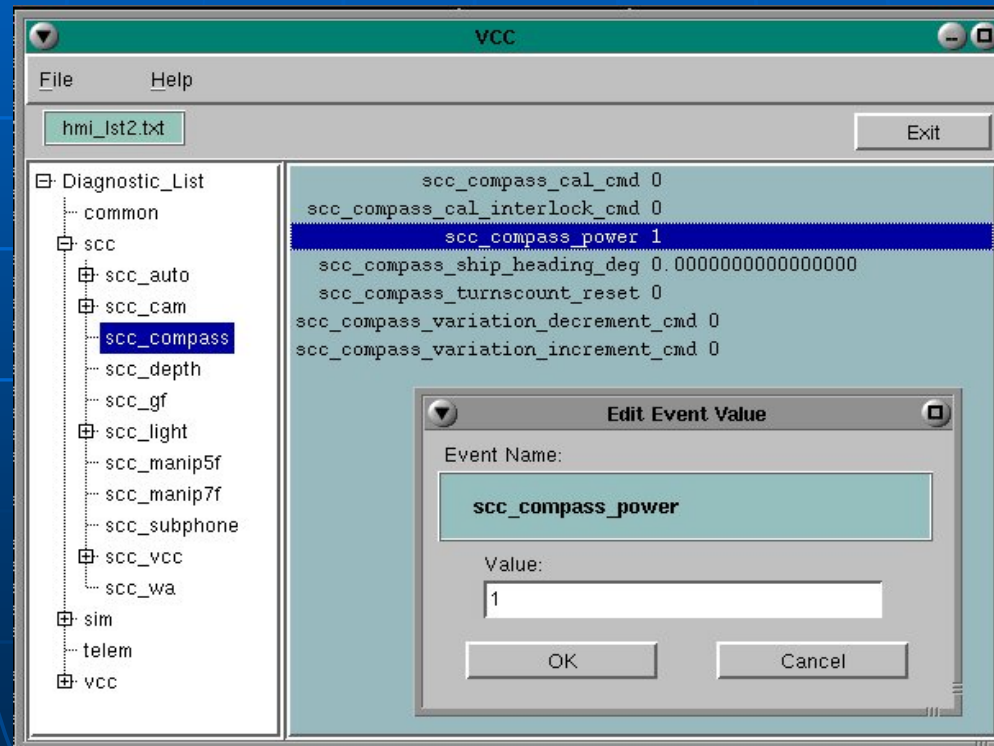 VCC
File Help
hmi_lst2.txt
Exit
Diagnostic_List
common
scc
scc_auto
scc_cam
scc_compass
scc_depth
scc_gf
scc_light
scc_manip5f
scc_manip7f
scc_subphone
scc_vcc
scc_wa
sim
telem
vcc
scc_compass_cal_cmd 0
scc_compass_cal_interlock_cmd 0
scc_compass_power 1
scc_compass_ship_heading_deg 0.0000000000000000
scc_compass_turnscount_reset 0
scc_compass_variation_decrement_cmd 0
scc_compass_variation_increment_cmd 0
Edit Event Value
Event Name:
scc_compass_power
Value:
1
OK Cancel